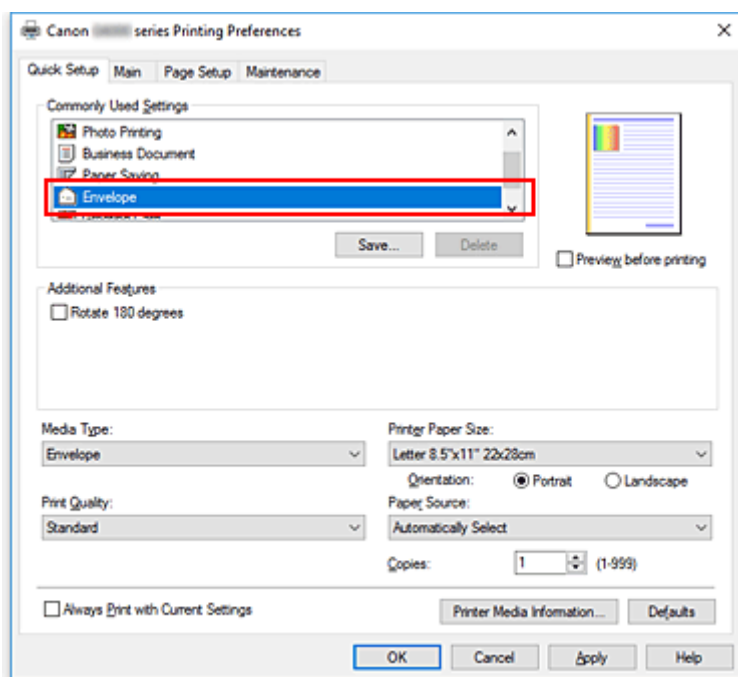 Canon series Printing Preferences
Quick Setup Main Page Setup Maintenance
Commonly Used Settings
Photo Printing
Business Document
Paper Saving
Envelope
Save... Delete
Preview before printing
Additional Features
Rotate 180 degrees
Media Type: Printer Paper Size:
Envelope Letter 8.5"x11" 22x28cm
Orientation: Portrait Landscape
Print Quality: Paper Source:
Standard Automatically Select
Copies: 1 (1-999)
Always Print with Current Settings Printer Media Information... Defaults
OK Cancel Apply Help